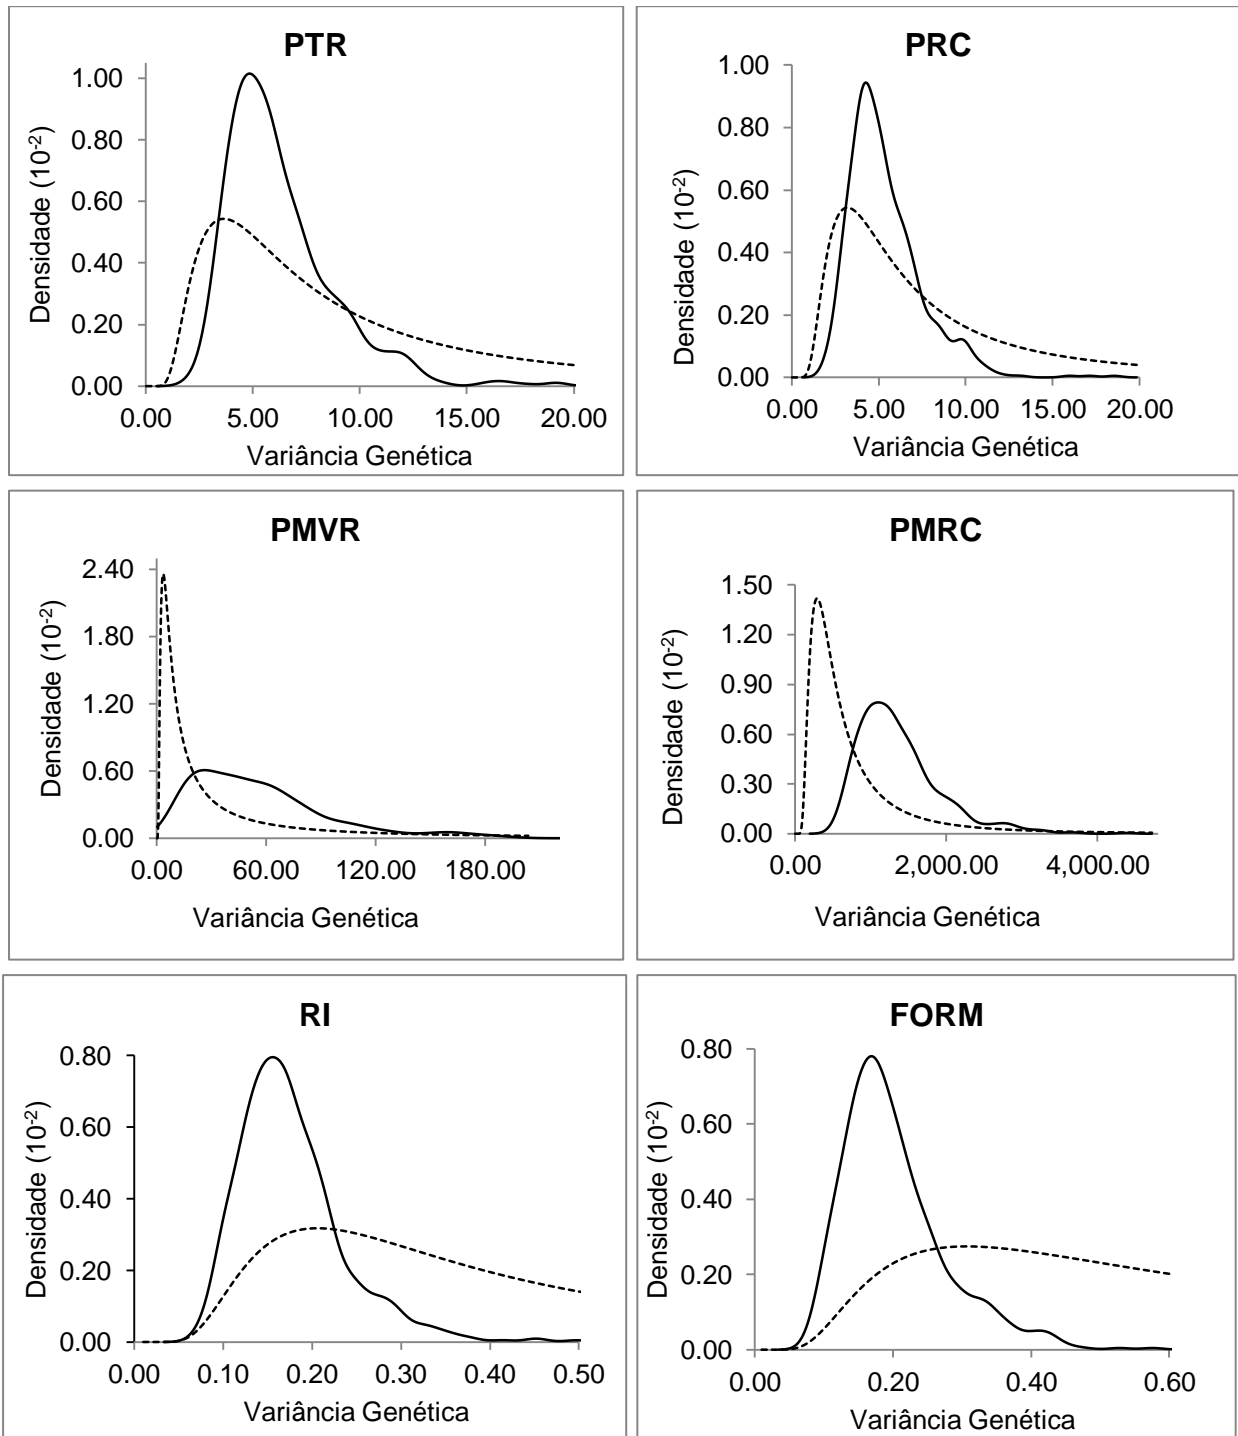 PTR
1.00
0.80
0.60
0.40
0.20
0.00
Densidade (10⁻²)
0.00 5.00 10.00 15.00 20.00
Variância Genética
PRC
1.00
0.80
0.60
0.40
0.20
0.00
Densidade (10⁻²)
0.00 5.00 10.00 15.00 20.00
Variância Genética
PMVR
2.40
1.80
1.20
0.60
0.00
Densidade (10⁻²)
0.00 60.00 120.00 180.00
Variância Genética
PMRC
1.50
1.20
0.90
0.60
0.30
0.00
Densidade (10⁻²)
0.00 2,000.00 4,000.00
Variância Genética
RI
0.80
0.60
0.40
0.20
0.00
Densidade (10⁻²)
0.00 0.10 0.20 0.30 0.40 0.50
Variância Genética
FORM
0.80
0.60
0.40
0.20
0.00
Densidade (10⁻²)
0.00 0.20 0.40 0.60
Variância Genética